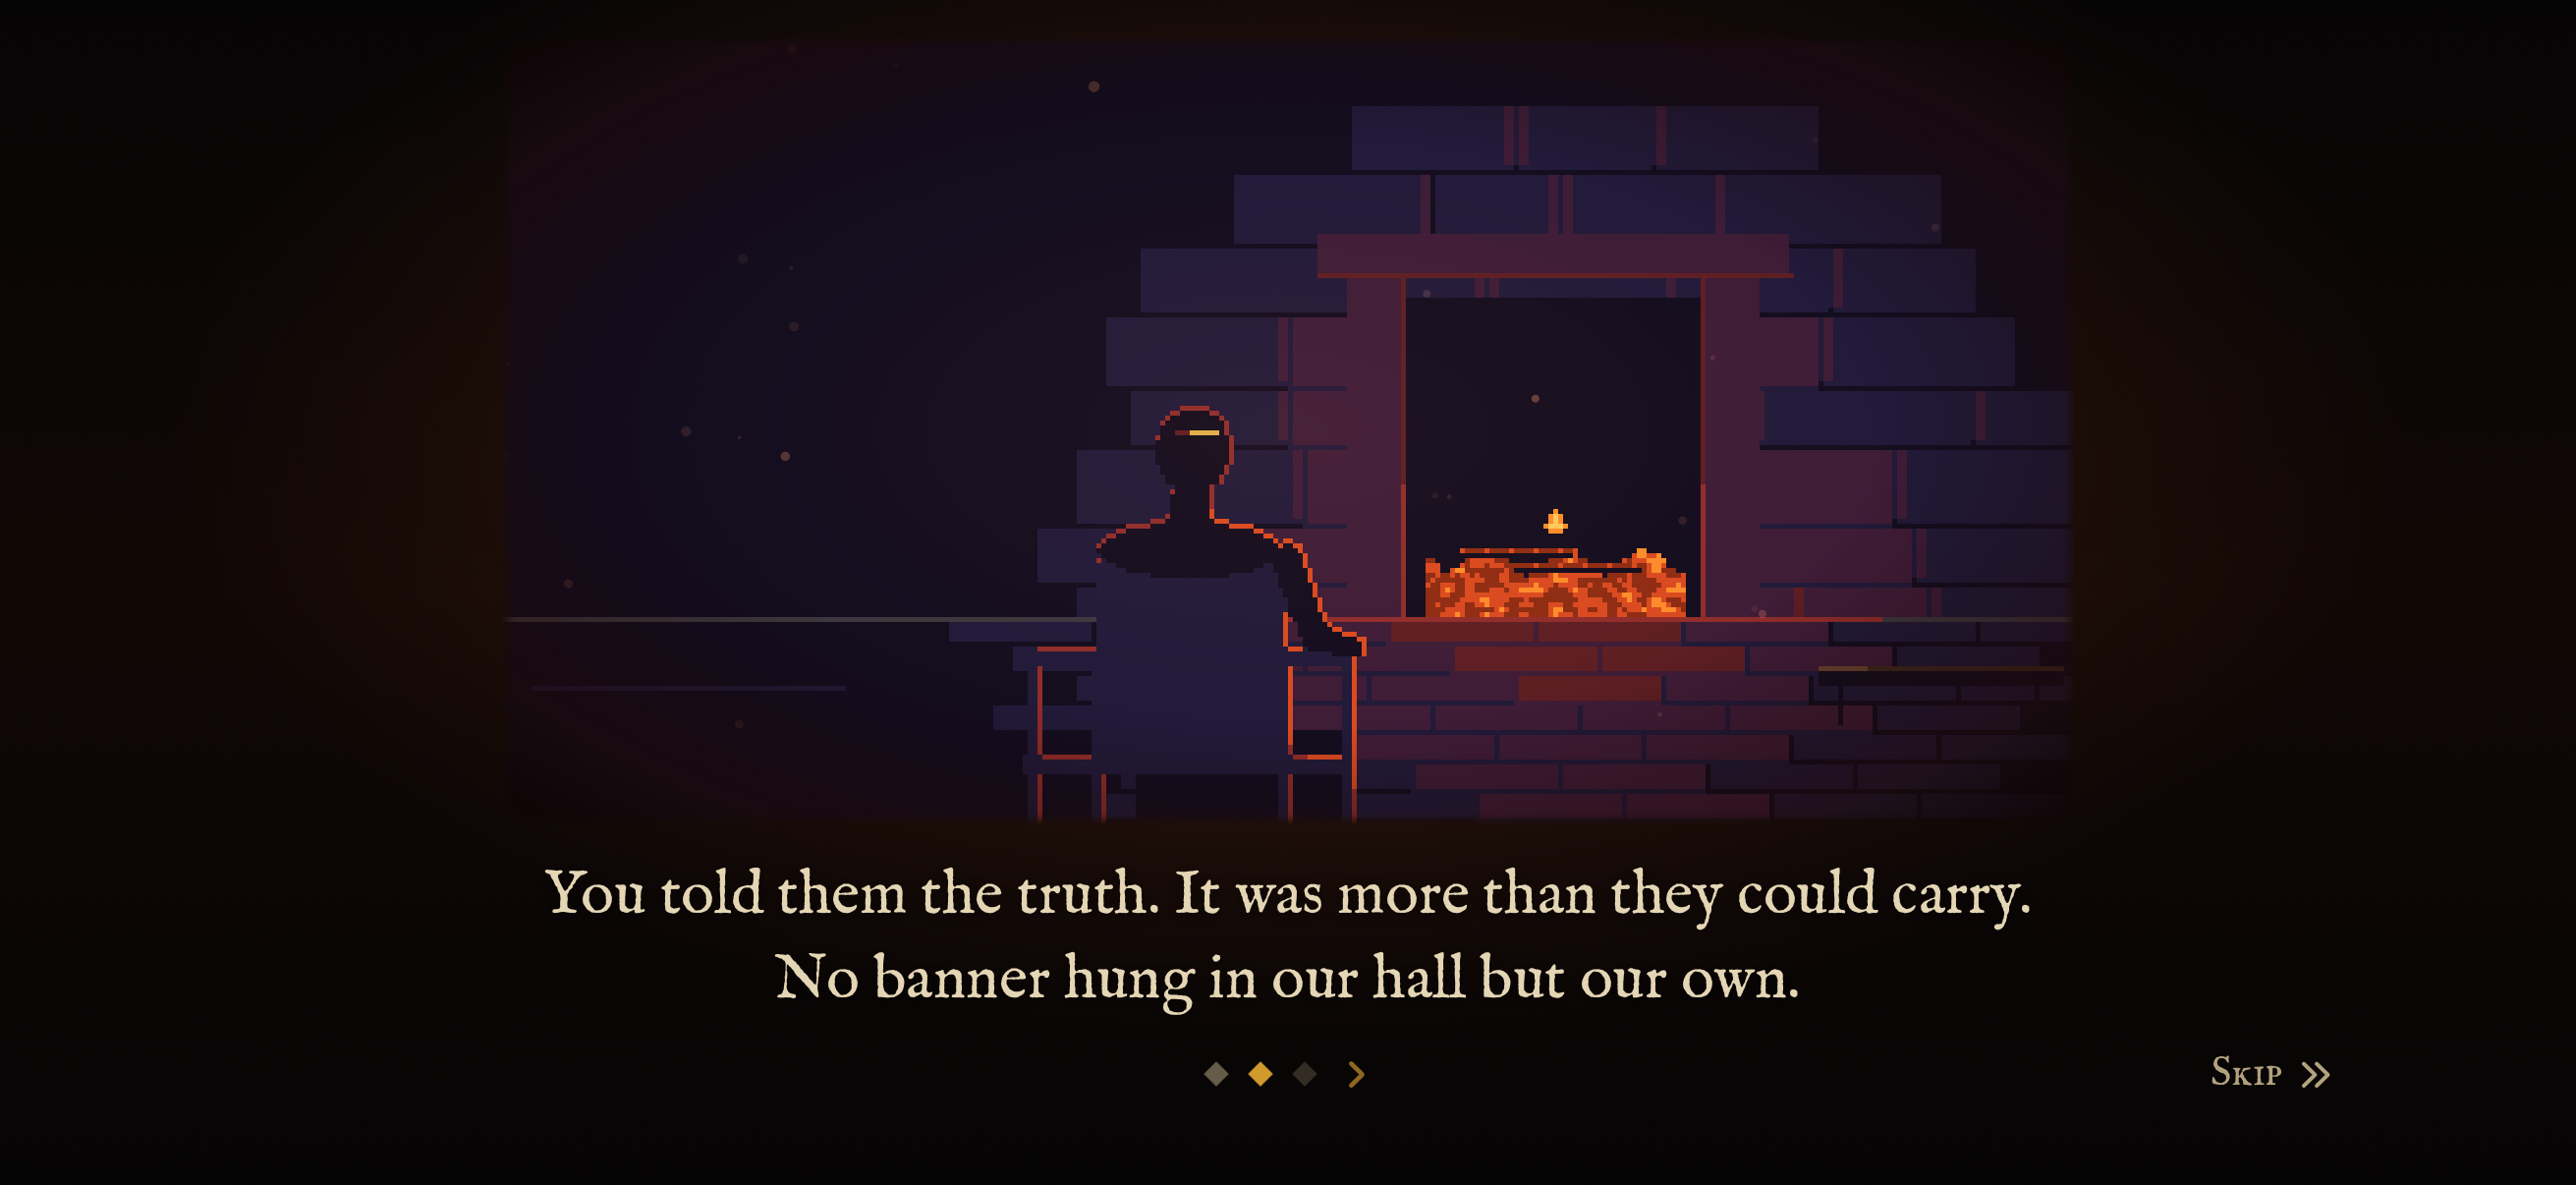 You told them the truth. It was more than they could carry.
No banner hung in our hall but our own.
Skip